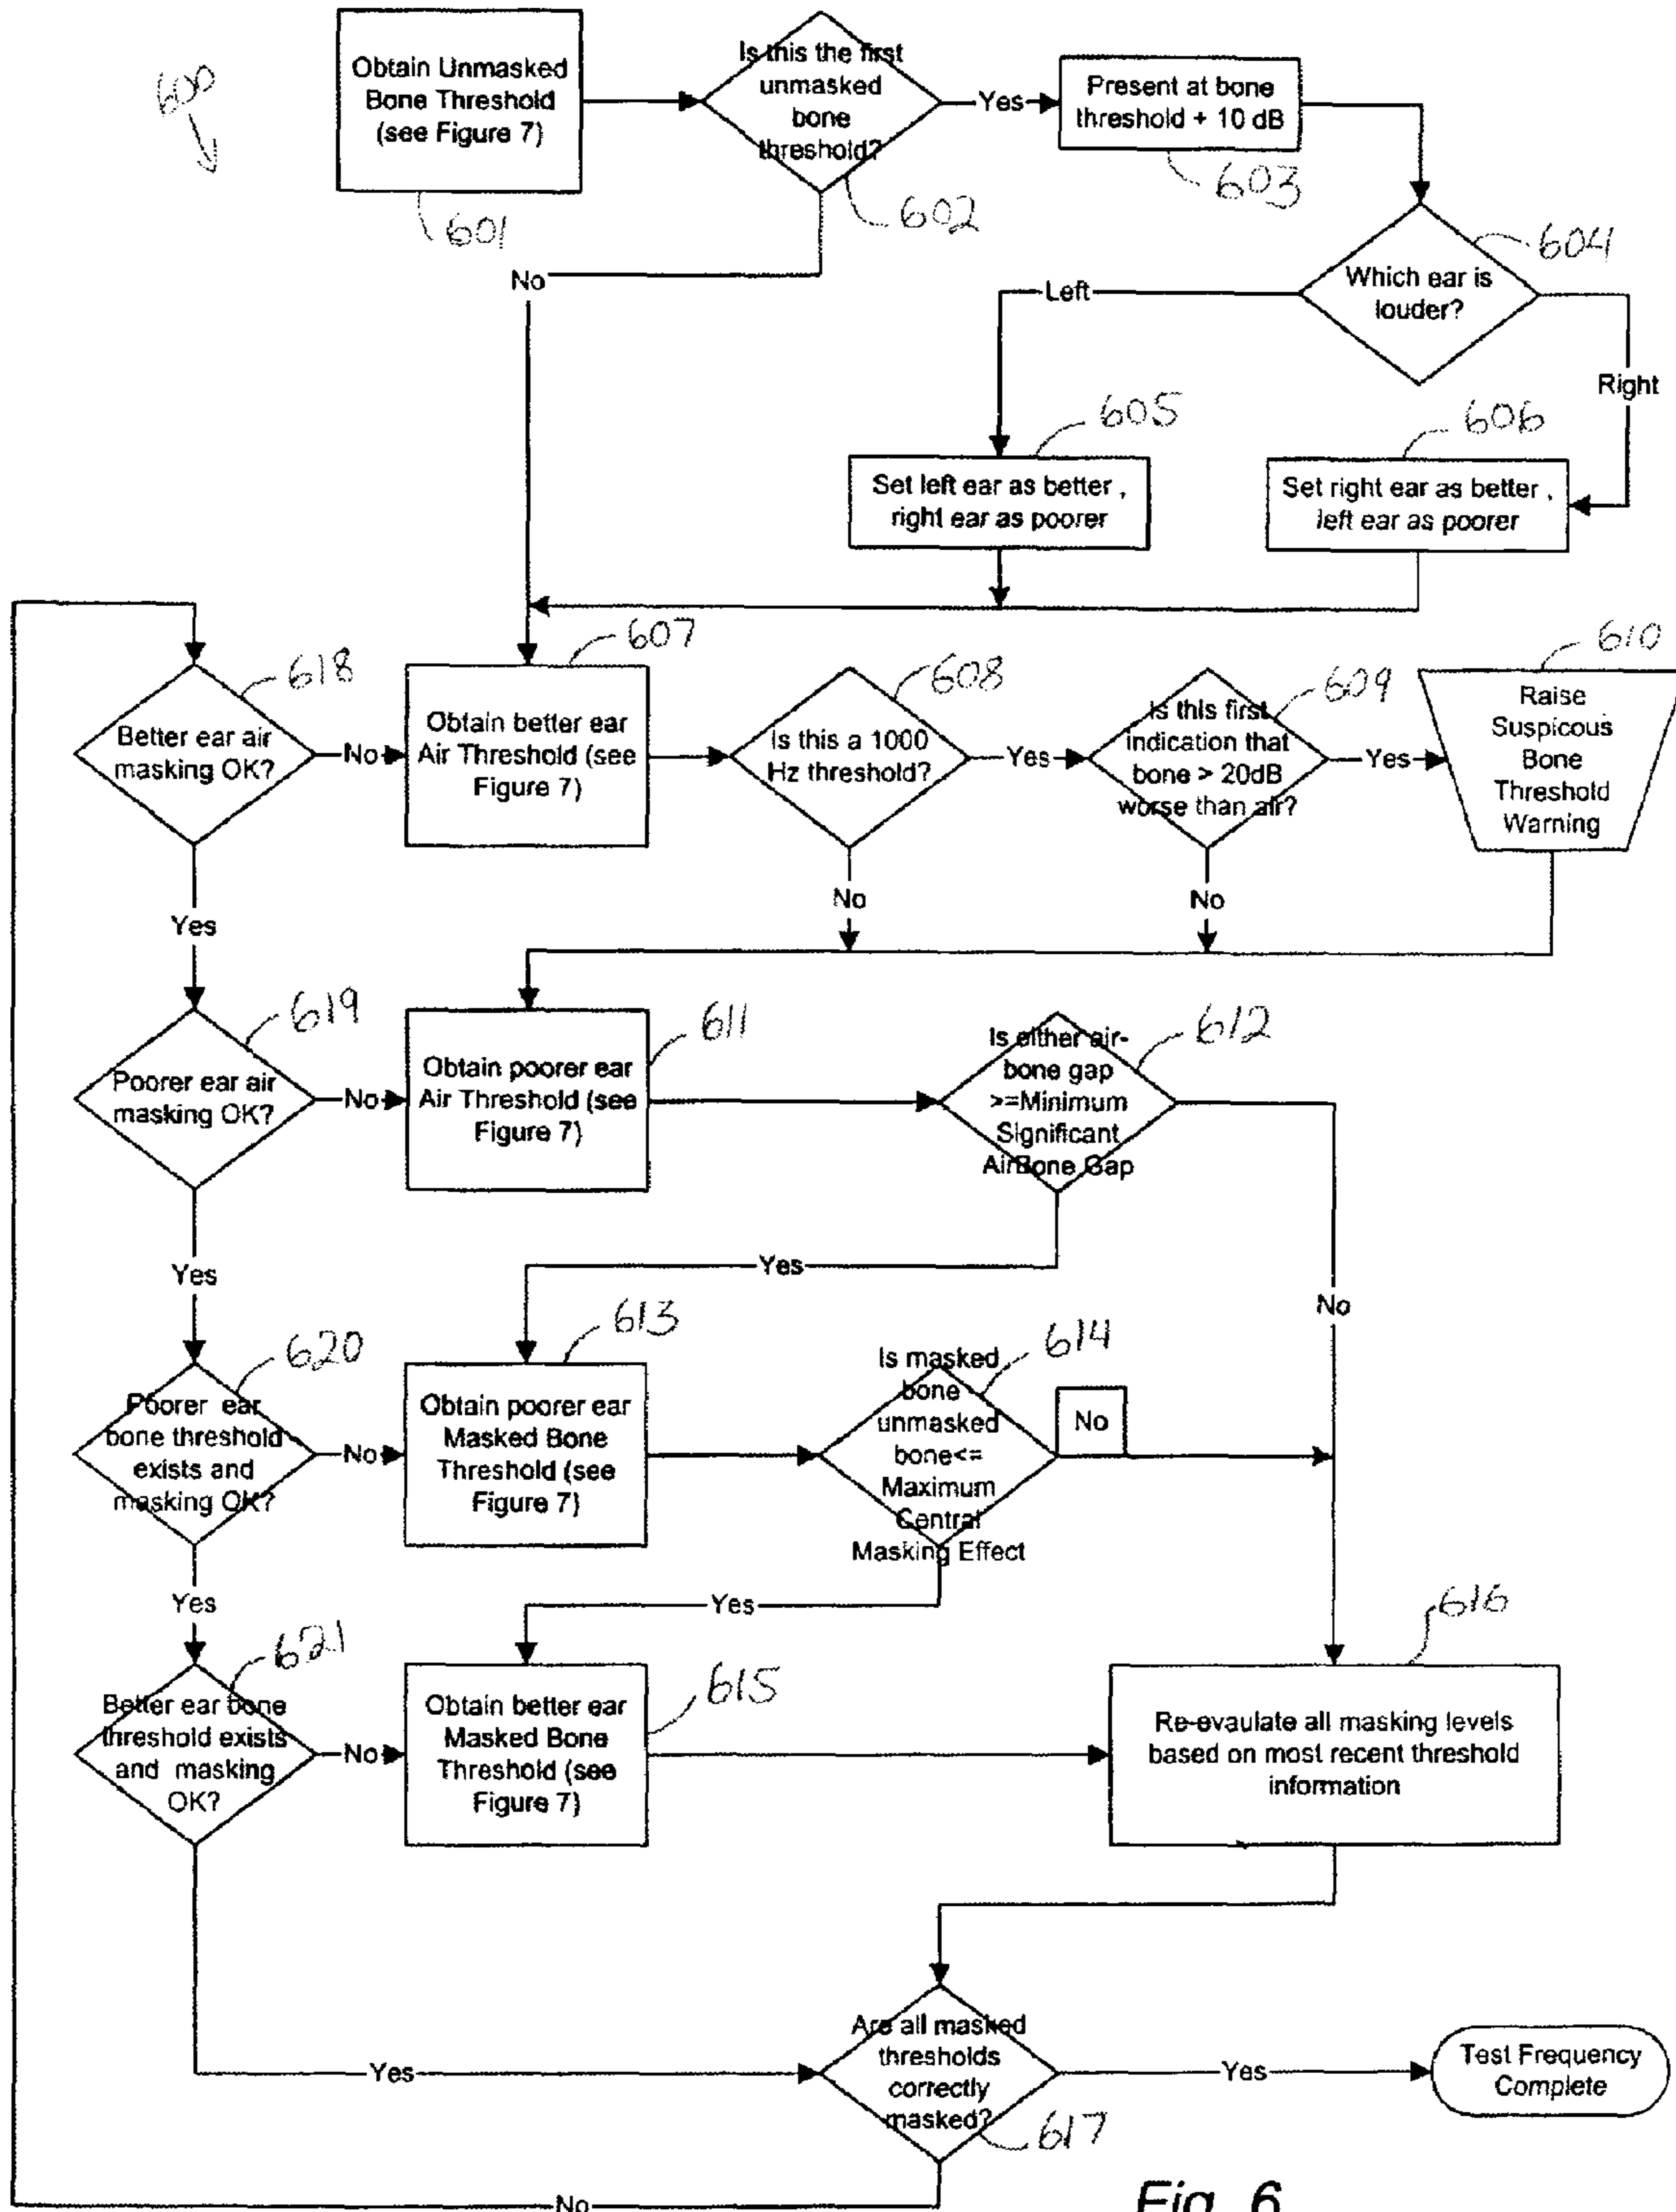 600
Obtain Unmasked
Bone Threshold
(see Figure 7)
601
Is this the first
unmasked
bone
threshold?
602
Yes
No
Present at bone
threshold + 10 dB
603
Which ear is
louder?
604
Left
Right
Set left ear as better ,
right ear as poorer
605
Set right ear as better ,
left ear as poorer
606
Better ear air
masking OK?
618
No
Yes
Obtain better ear
Air Threshold (see
Figure 7)
607
Is this a 1000
Hz threshold?
608
Yes
No
Is this first
indication that
bone > 20dB
worse than air?
609
Yes
No
Raise
Suspicous
Bone
Threshold
Warning
610
Poorer ear air
masking OK?
619
No
Yes
Obtain poorer ear
Air Threshold (see
Figure 7)
611
Is either air-
bone gap
>=Minimum
Significant
AirBone Gap
612
Yes
No
Poorer ear
bone threshold
exists and
masking OK?
620
No
Yes
Obtain poorer ear
Masked Bone
Threshold (see
Figure 7)
613
Is masked
bone -
unmasked
bone<=
Maximum
Central
Masking Effect
614
No
Yes
Better ear bone
threshold exists
and masking
OK?
621
No
Yes
Obtain better ear
Masked Bone
Threshold (see
Figure 7)
615
Re-evaulate all masking levels
based on most recent threshold
information
616
Are all masked
thresholds
correctly
masked?
617
Yes
No
Test Frequency
Complete
Fig. 6